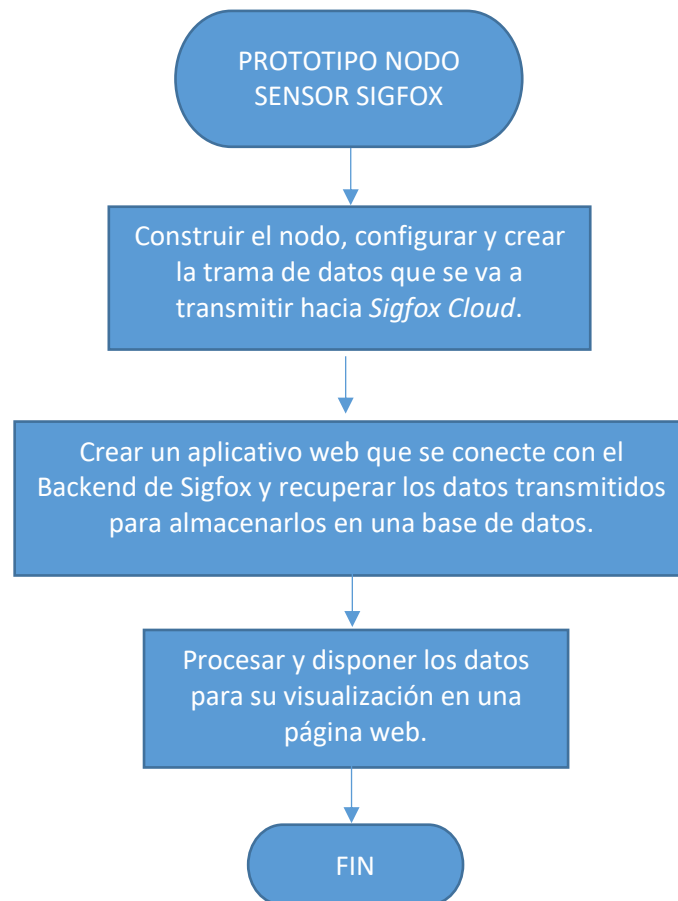 PROTOTIPO NODO
SENSOR SIGFOX
Construir el nodo, configurar y crear
la trama de datos que se va a
transmitir hacia Sigfox Cloud.
Crear un aplicativo web que se conecte con el
Backend de Sigfox y recuperar los datos transmitidos
para almacenarlos en una base de datos.
Procesar y disponer los datos
para su visualización en una
página web.
FIN